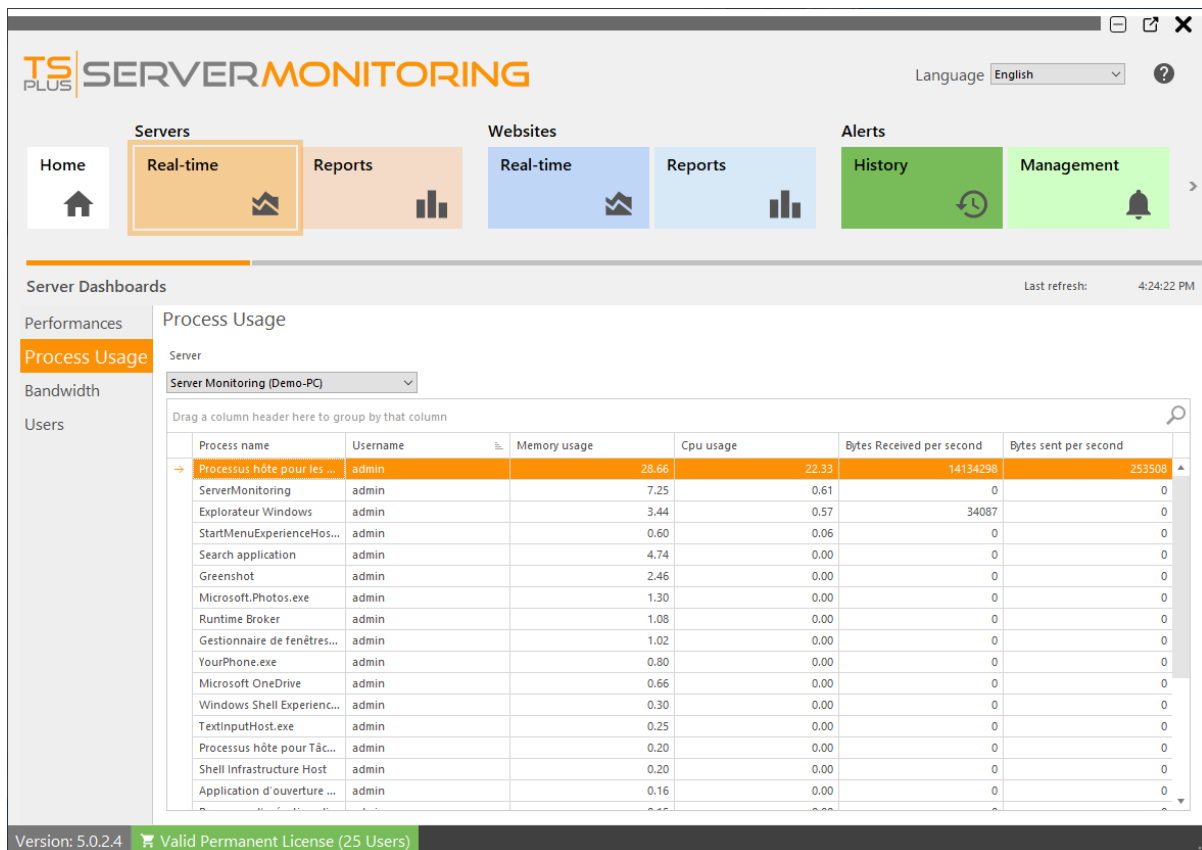 TS PLUS SERVERMONITORING
Language English
Servers Websites Alerts
Home Real-time Reports Real-time Reports History Management
Server Dashboards Last refresh: 4:24:22 PM
Performances
Process Usage
Bandwidth
Users
Process Usage
Server
Server Monitoring (Demo-PC)
Drag a column header here to group by that column
Process name Username Memory usage Cpu usage Bytes Received per second Bytes sent per second
Processus hôte pour les ... admin 28.66 22.33 14134298 253508
ServerMonitoring admin 7.25 0.61 0 0
Explorateur Windows admin 3.44 0.57 34087 0
StartMenuExperienceHos... admin 0.60 0.06 0 0
Search application admin 4.74 0.00 0 0
Greenshot admin 2.46 0.00 0 0
Microsoft.Photos.exe admin 1.30 0.00 0 0
Runtime Broker admin 1.08 0.00 0 0
Gestionnaire de fenêtres... admin 1.02 0.00 0 0
YourPhone.exe admin 0.80 0.00 0 0
Microsoft OneDrive admin 0.66 0.00 0 0
Windows Shell Experienc... admin 0.30 0.00 0 0
TextInputHost.exe admin 0.25 0.00 0 0
Processus hôte pour Tâc... admin 0.20 0.00 0 0
Shell Infrastructure Host admin 0.20 0.00 0 0
Application d'ouverture ... admin 0.16 0.00 0 0
Version: 5.0.2.4 Valid Permanent License (25 Users)